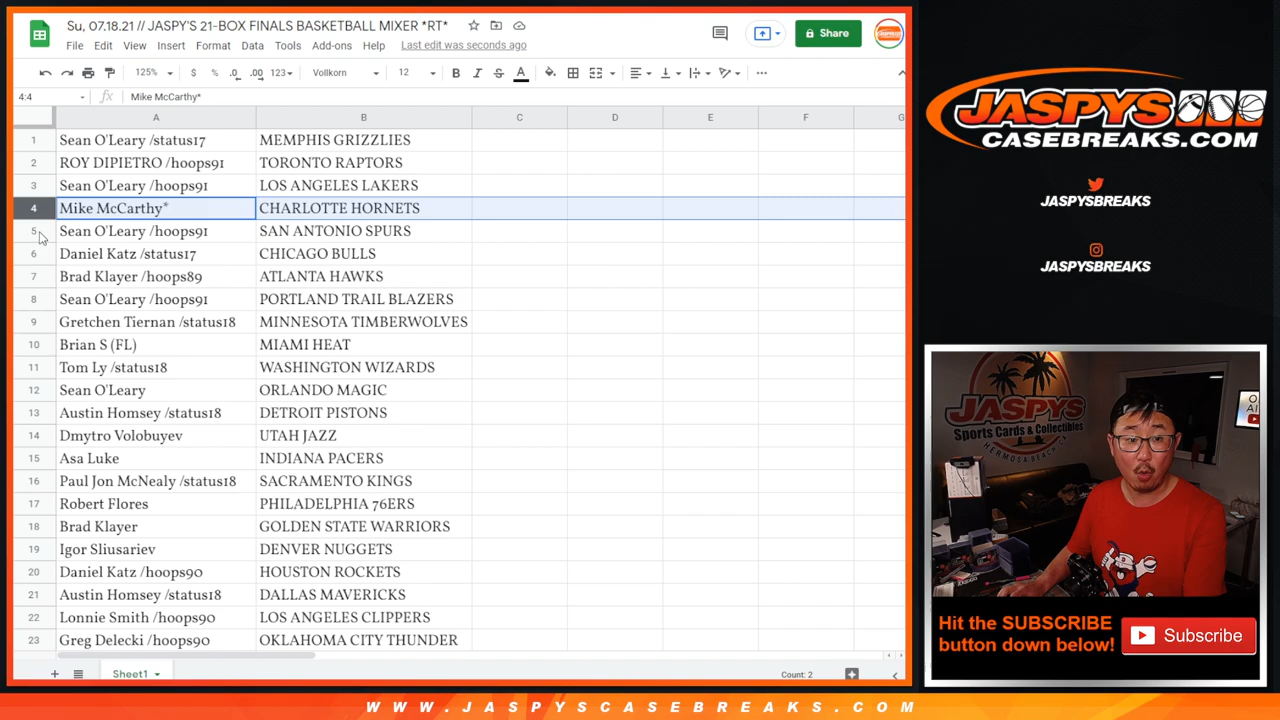 Su, 07.18.21 // JASPY'S 21-BOX FINALS BASKETBALL MIXER *RT*
File Edit View Insert Format Data Tools Add-ons Help Last edit was seconds ago
Share
125% $ % .0 .00 123 Vollkorn 12 B I S A
4:4 fx Mike McCarthy*
A B C D E F G
1 Sean O'Leary /status17 MEMPHIS GRIZZLIES
2 ROY DIPIETRO /hoops91 TORONTO RAPTORS
3 Sean O'Leary /hoops91 LOS ANGELES LAKERS
4 Mike McCarthy* CHARLOTTE HORNETS
5 Sean O'Leary /hoops91 SAN ANTONIO SPURS
6 Daniel Katz /status17 CHICAGO BULLS
7 Brad Klayer /hoops89 ATLANTA HAWKS
8 Sean O'Leary /hoops91 PORTLAND TRAIL BLAZERS
9 Gretchen Tiernan /status18 MINNESOTA TIMBERWOLVES
10 Brian S (FL) MIAMI HEAT
11 Tom Ly /status18 WASHINGTON WIZARDS
12 Sean O'Leary ORLANDO MAGIC
13 Austin Homsey /status18 DETROIT PISTONS
14 Dmytro Volobuyev UTAH JAZZ
15 Asa Luke INDIANA PACERS
16 Paul Jon McNealy /status18 SACRAMENTO KINGS
17 Robert Flores PHILADELPHIA 76ERS
18 Brad Klayer GOLDEN STATE WARRIORS
19 Igor Sliusariev DENVER NUGGETS
20 Daniel Katz /hoops90 HOUSTON ROCKETS
21 Austin Homsey /status18 DALLAS MAVERICKS
22 Lonnie Smith /hoops90 LOS ANGELES CLIPPERS
23 Greg Delecki /hoops90 OKLAHOMA CITY THUNDER
Sheet1 Count: 2
JASPYS
CASEBREAKS.COM
JASPYSBREAKS
JASPYSBREAKS
JASPYS
Sports Cards & Collectibles
HERMOSA BEACH, CA
Hit the SUBSCRIBE
button down below!
Subscribe
WWW.JASPYSCASEBREAKS.COM